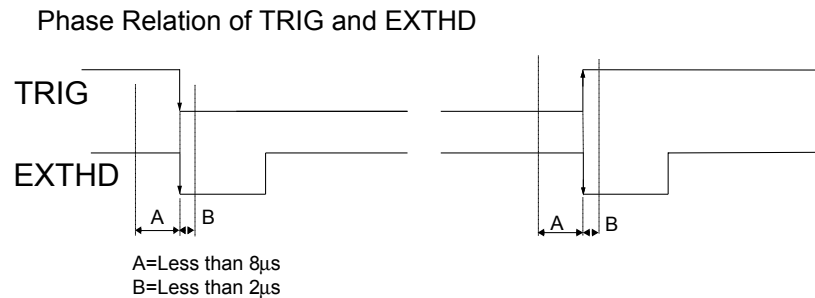 Phase Relation of TRIG and EXTHD
TRIG
EXTHD
A B
A B
A=Less than 8μs
B=Less than 2μs